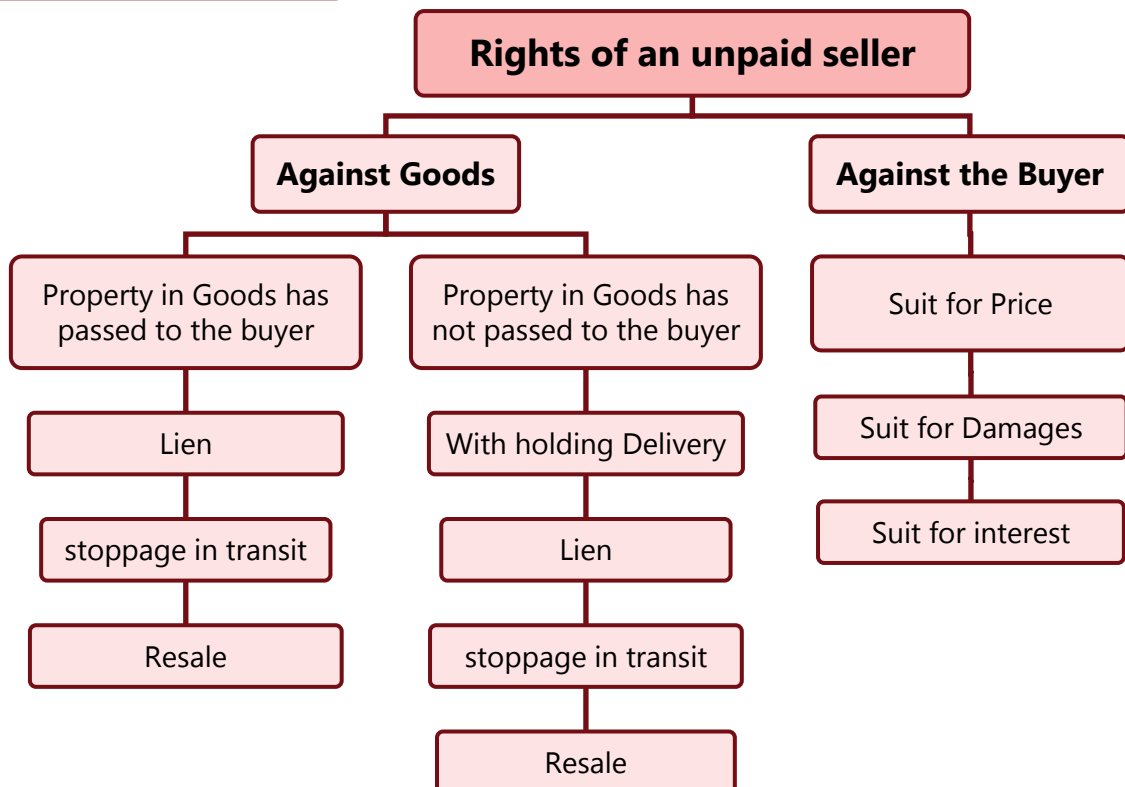 Rights of an unpaid seller
Against Goods
Against the Buyer
Property in Goods has
passed to the buyer
Property in Goods has
not passed to the buyer
Suit for Price
Lien
With holding Delivery
Suit for Damages
stoppage in transit
Lien
Suit for interest
Resale
stoppage in transit
Resale